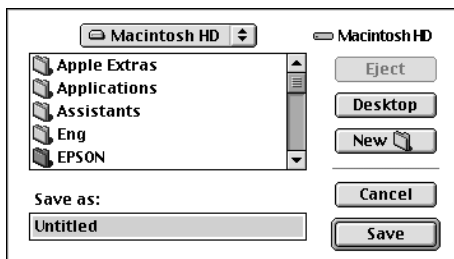 Macintosh HD
Macintosh HD
Apple Extras
Applications
Assistants
Eng
EPSON
Eject
Desktop
New
Save as:
Untitled
Cancel
Save